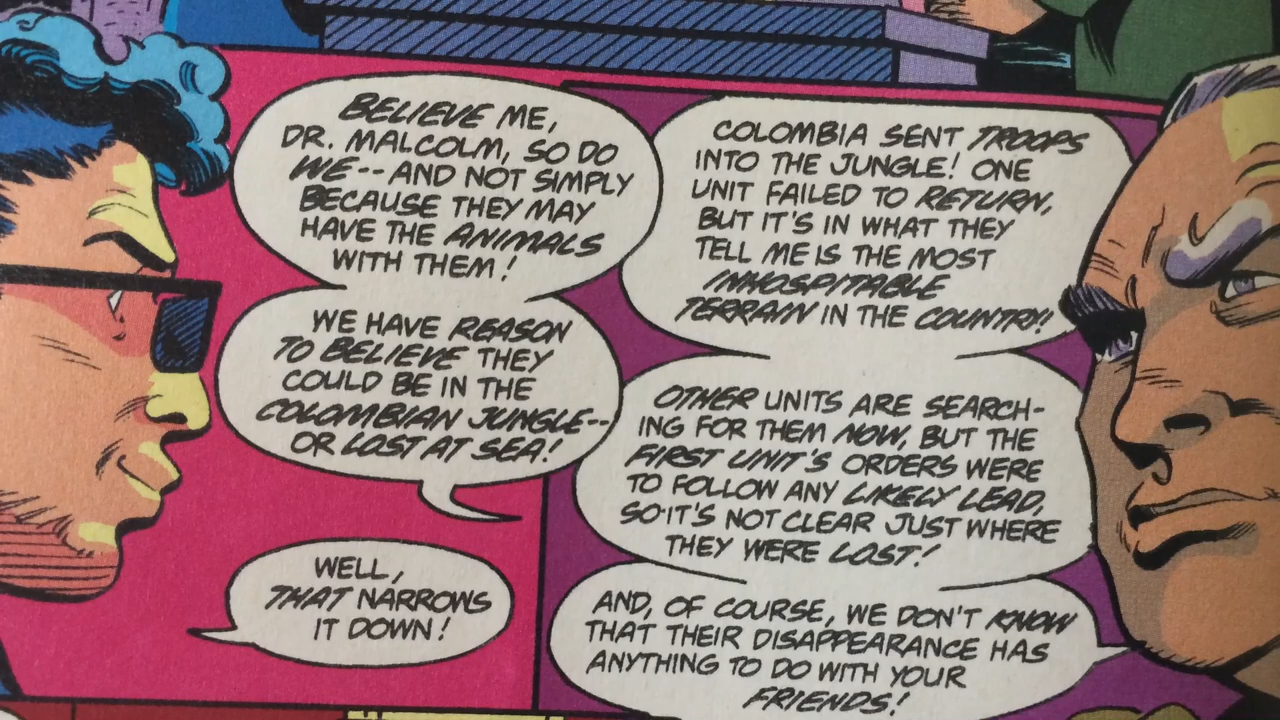 BELIEVE ME,
DR. MALCOLM, SO DO
WE--AND NOT SIMPLY
BECAUSE THEY MAY
HAVE THE ANIMALS
WITH THEM!
WE HAVE REASON
TO BELIEVE THEY
COULD BE IN THE
COLOMBIAN JUNGLE--
OR LOST AT SEA!
WELL,
THAT NARROWS
IT DOWN!
COLOMBIA SENT TROOPS
INTO THE JUNGLE! ONE
UNIT FAILED TO RETURN,
BUT IT'S IN WHAT THEY
TELL ME IS THE MOST
INHOSPITABLE
TERRAIN IN THE COUNTRY!
OTHER UNITS ARE SEARCH-
ING FOR THEM NOW, BUT THE
FIRST UNIT'S ORDERS WERE
TO FOLLOW ANY LIKELY LEAD,
SO IT'S NOT CLEAR JUST WHERE
THEY WERE LOST!
AND, OF COURSE, WE DON'T KNOW
THAT THEIR DISAPPEARANCE HAS
ANYTHING TO DO WITH YOUR
FRIENDS!